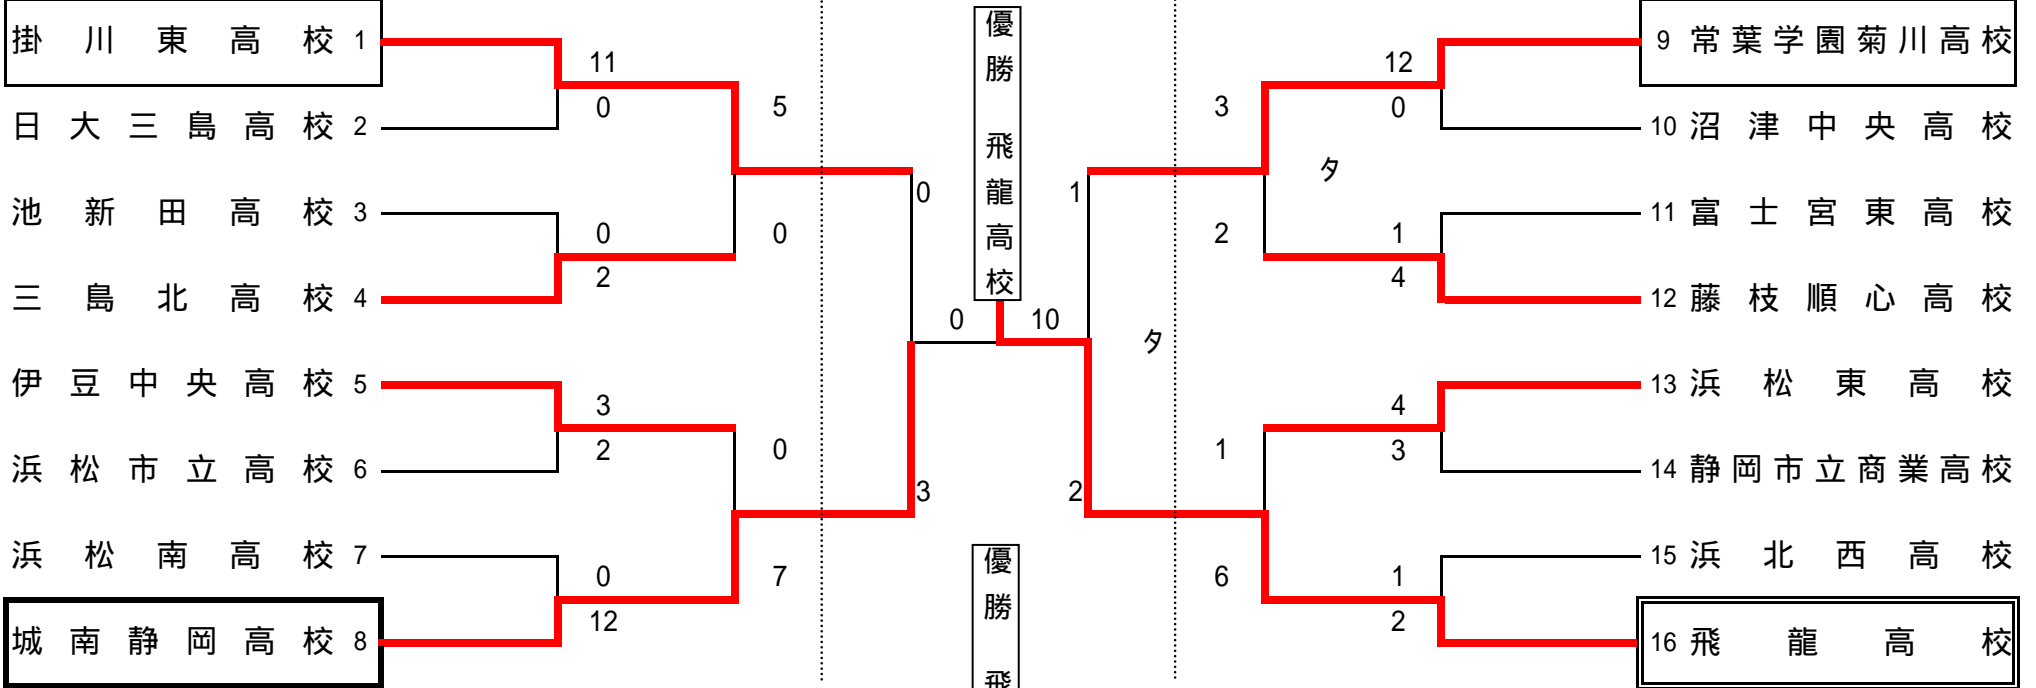 掛川東高校 1
11
0
日大三島高校 2
5
池新田高校 3
0
2
0
三島北高校 4
0
伊豆中央高校 5
3
2
浜松市立高校 6
0
浜松南高校 7
0
12
7
城南静岡高校 8
3
優勝 飛龍高校
0 10
優勝 飛
9 常葉学園菊川高校
12
0
10 沼津中央高校
3
タ
11 富士宮東高校
1
4
2
12 藤枝順心高校
1
タ
13 浜松東高校
4
3
14 静岡市立商業高校
1
15 浜北西高校
1
2
6
16 飛龍高校
2